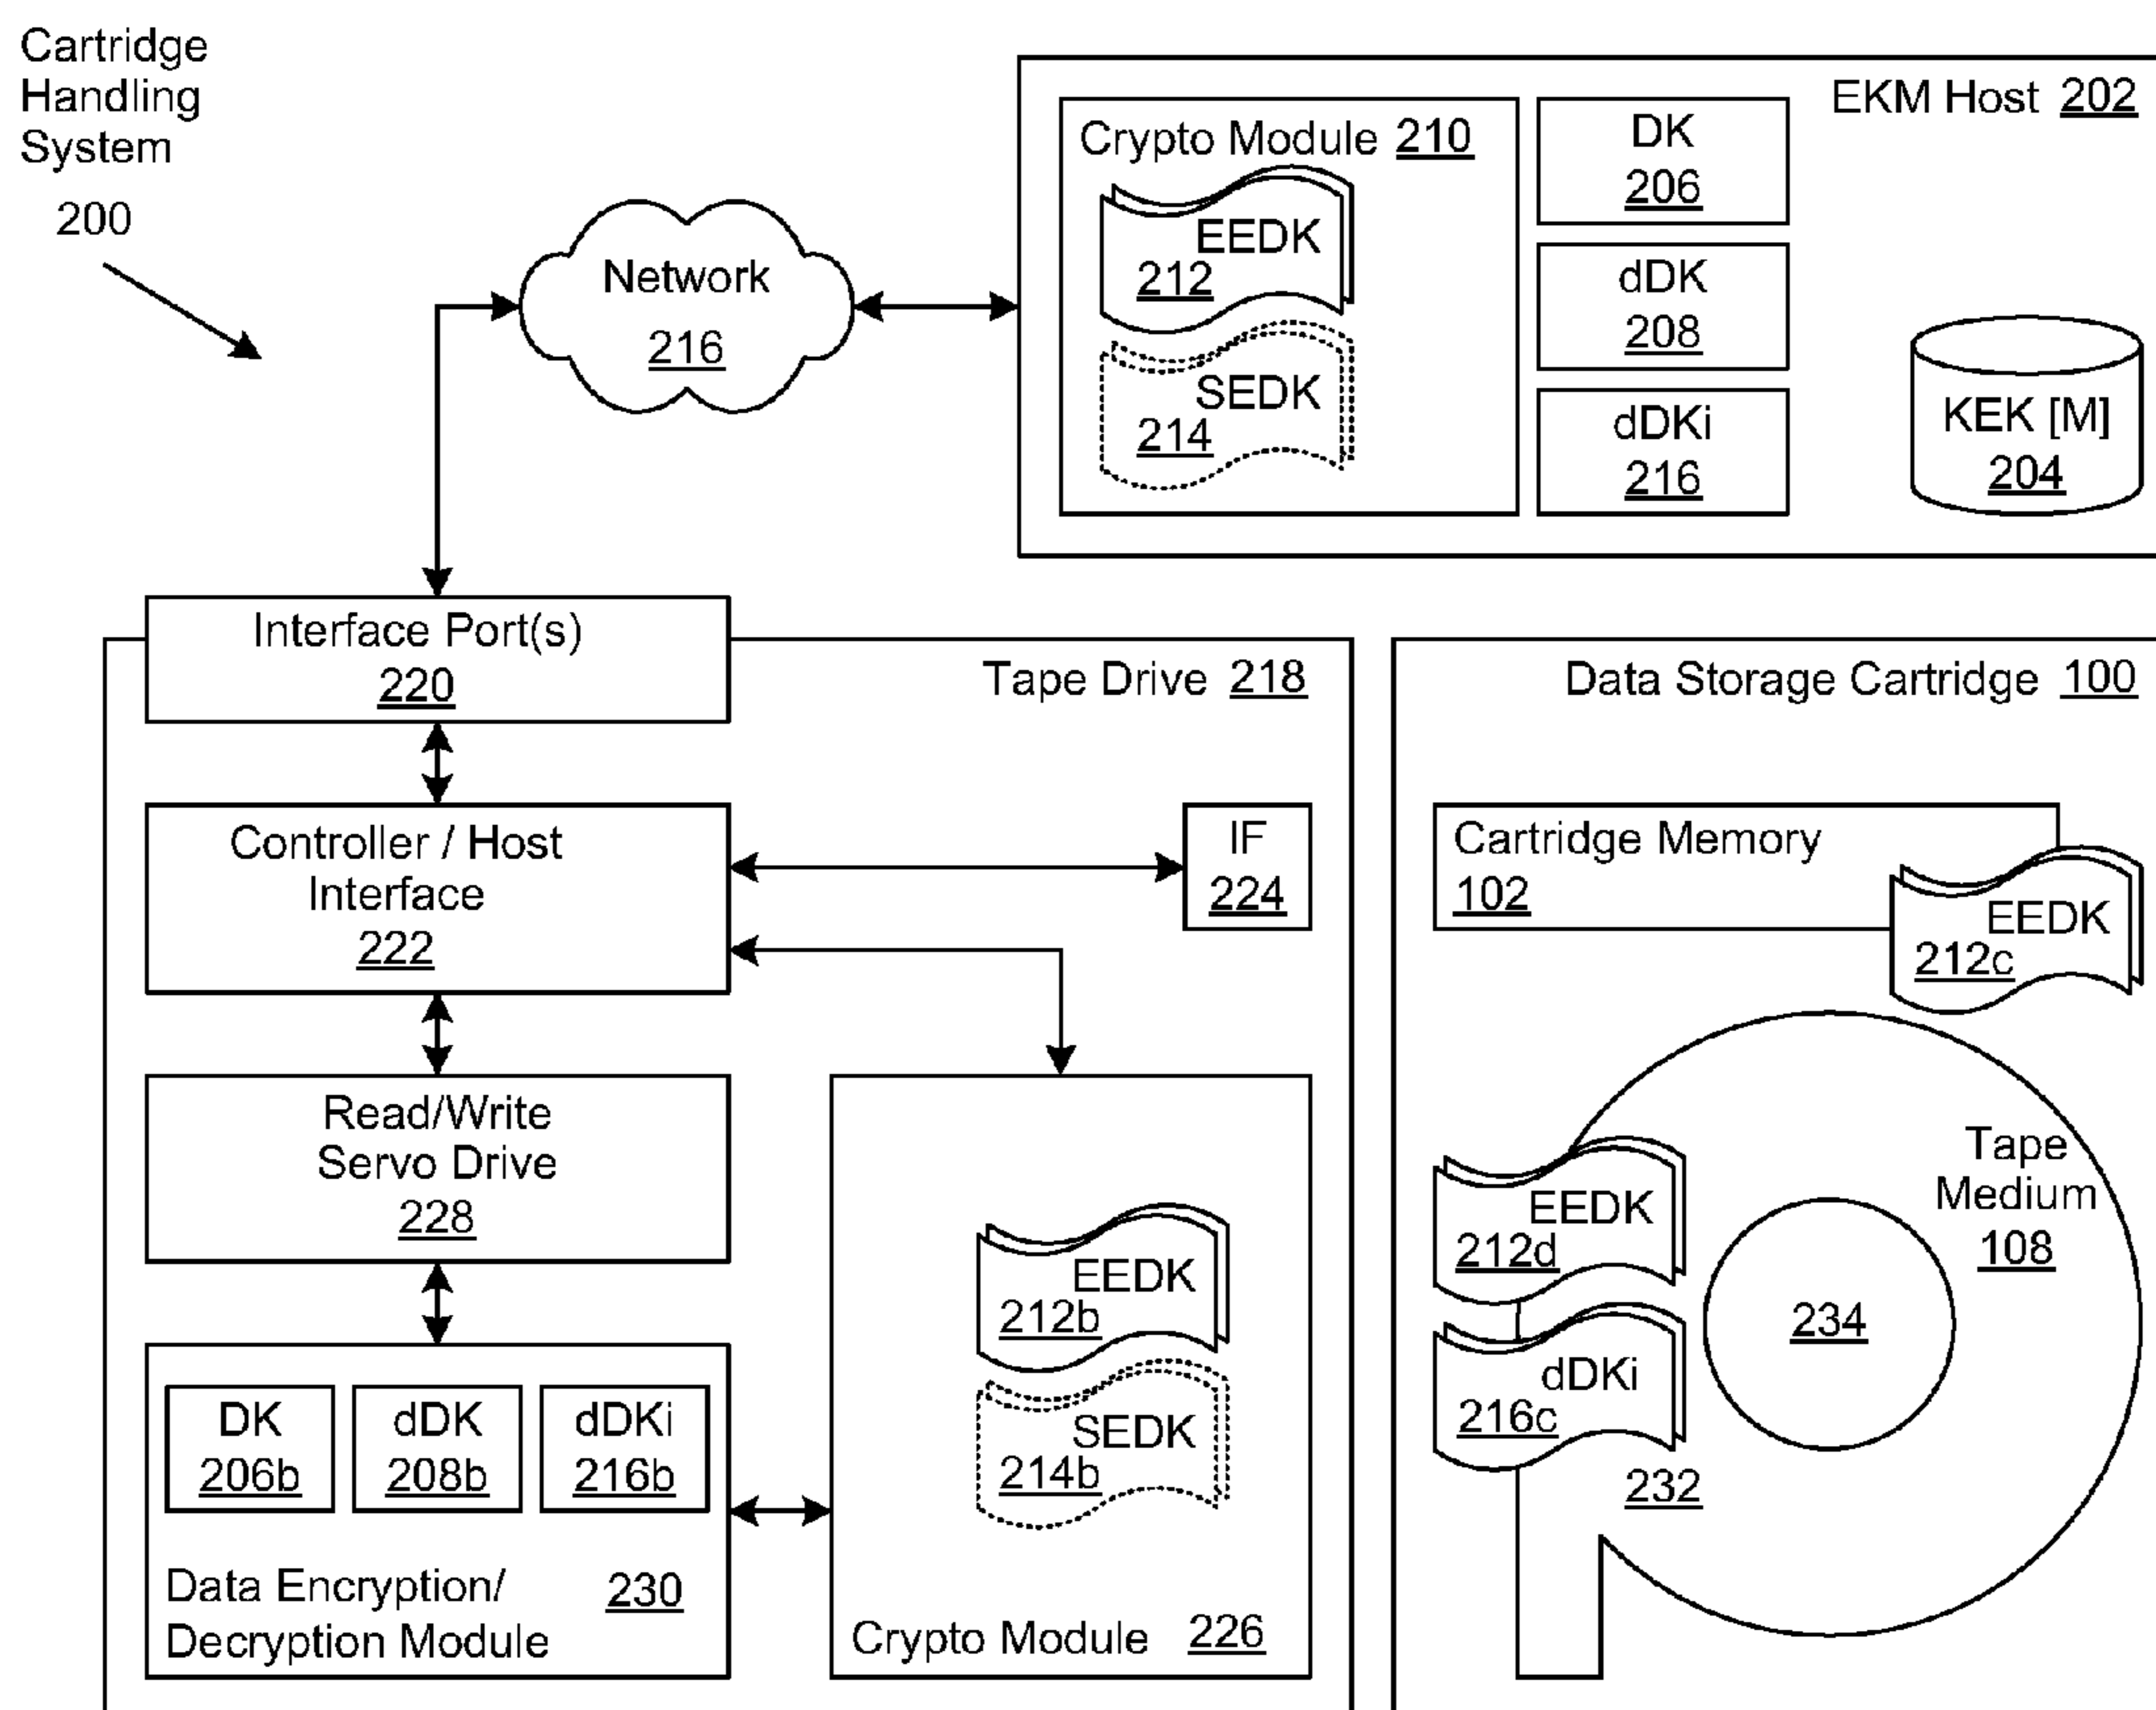 Cartridge
Handling
System
200
EKM Host 202
Crypto Module 210
EEDK
212
SEDK
214
DK
206
dDK
208
dDKi
216
KEK [M]
204
Network
216
Interface Port(s)
220
Tape Drive 218
Controller / Host
Interface
222
IF
224
Read/Write
Servo Drive
228
EEDK
212b
SEDK
214b
Crypto Module 226
DK
206b
dDK
208b
dDKi
216b
Data Encryption/ 230
Decryption Module
Data Storage Cartridge 100
Cartridge Memory
102
EEDK
212c
Tape
Medium
108
EEDK
212d
dDKi
216c
234
232